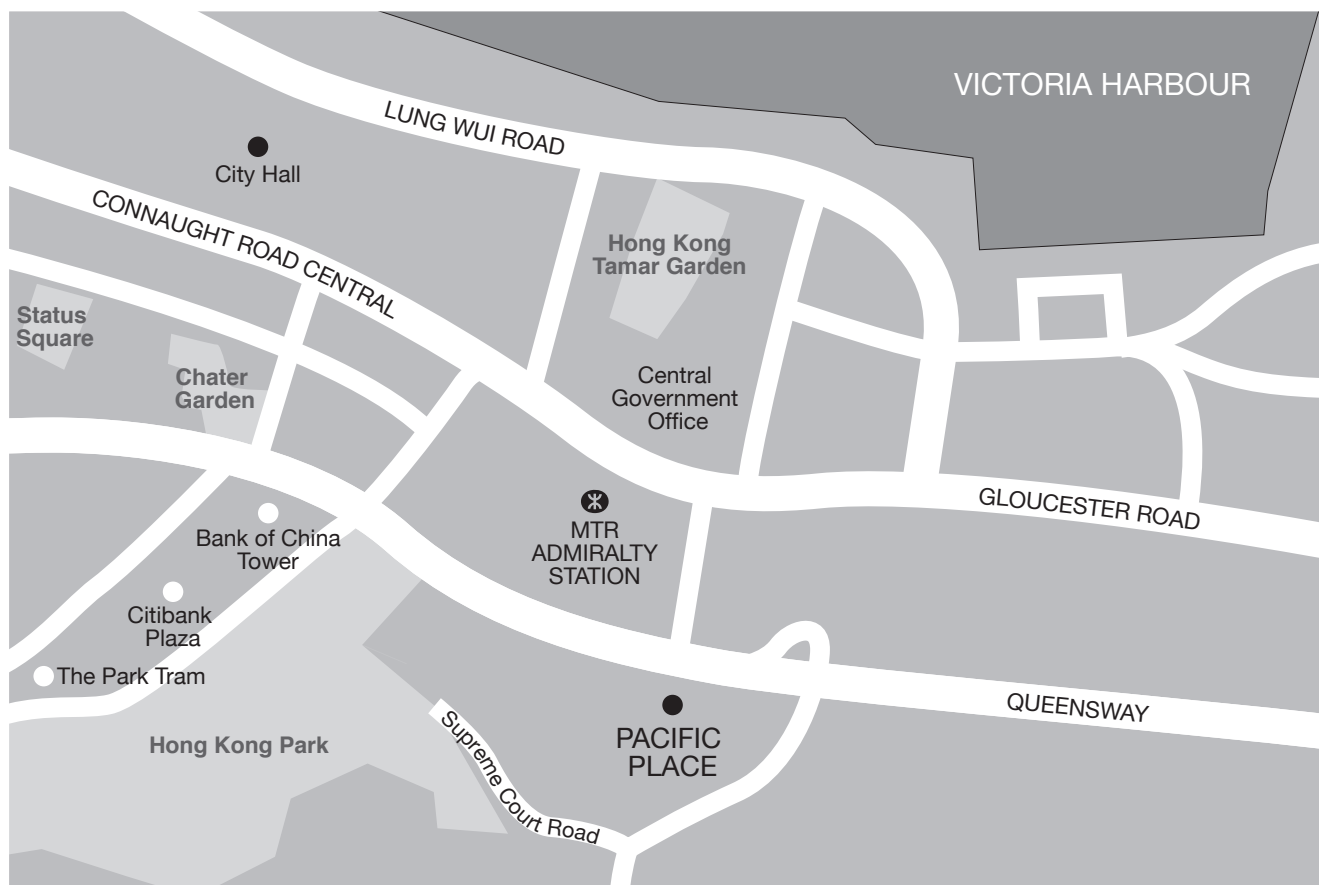 VICTORIA HARBOUR
LUNG WUI ROAD
City Hall
CONNAUGHT ROAD CENTRAL
Hong Kong
Tamar Garden
Status
Square
Chater
Garden
Central
Government
Office
GLOUCESTER ROAD
MTR
ADMIRALTY
STATION
Bank of China
Tower
Citibank
Plaza
The Park Tram
QUEENSWAY
PACIFIC
PLACE
Hong Kong Park
Supreme Court Road